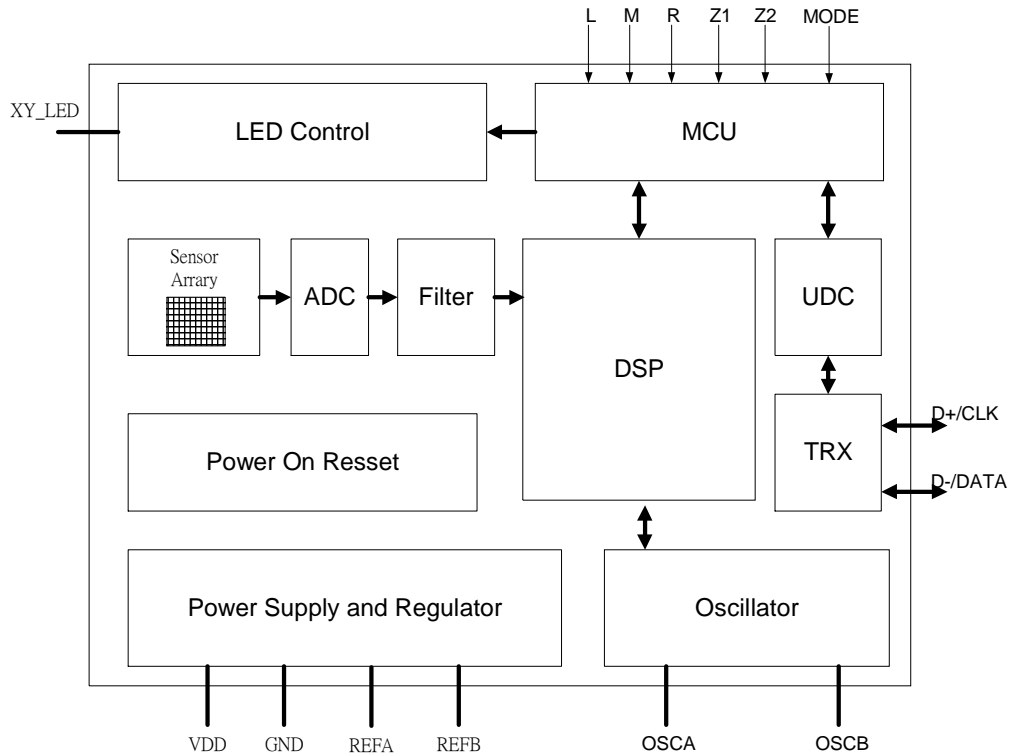 L M R Z1 Z2 MODE
XY_LED
LED Control
MCU
Sensor
Arrary
ADC
Filter
DSP
UDC
TRX
D+/CLK
D-/DATA
Power On Resset
Power Supply and Regulator
Oscillator
VDD GND REFA REFB OSCA OSCB